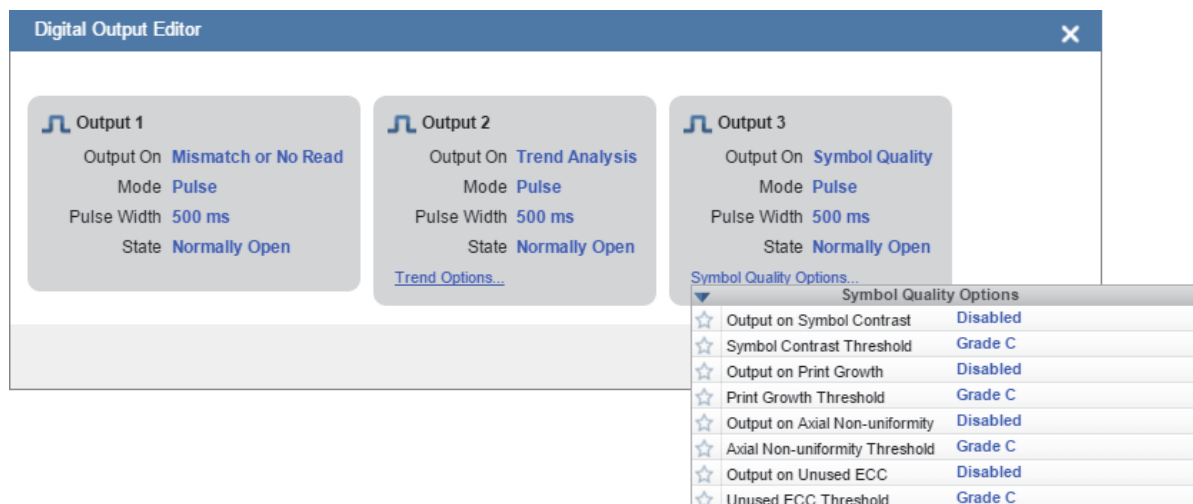 Digital Output Editor
Output 1
Output On Mismatch or No Read
Mode Pulse
Pulse Width 500 ms
State Normally Open
Output 2
Output On Trend Analysis
Mode Pulse
Pulse Width 500 ms
State Normally Open
Trend Options...
Output 3
Output On Symbol Quality
Mode Pulse
Pulse Width 500 ms
State Normally Open
Symbol Quality Options...
Symbol Quality Options
Output on Symbol Contrast Disabled
Symbol Contrast Threshold Grade C
Output on Print Growth Disabled
Print Growth Threshold Grade C
Output on Axial Non-uniformity Disabled
Axial Non-uniformity Threshold Grade C
Output on Unused ECC Disabled
Unused ECC Threshold Grade C